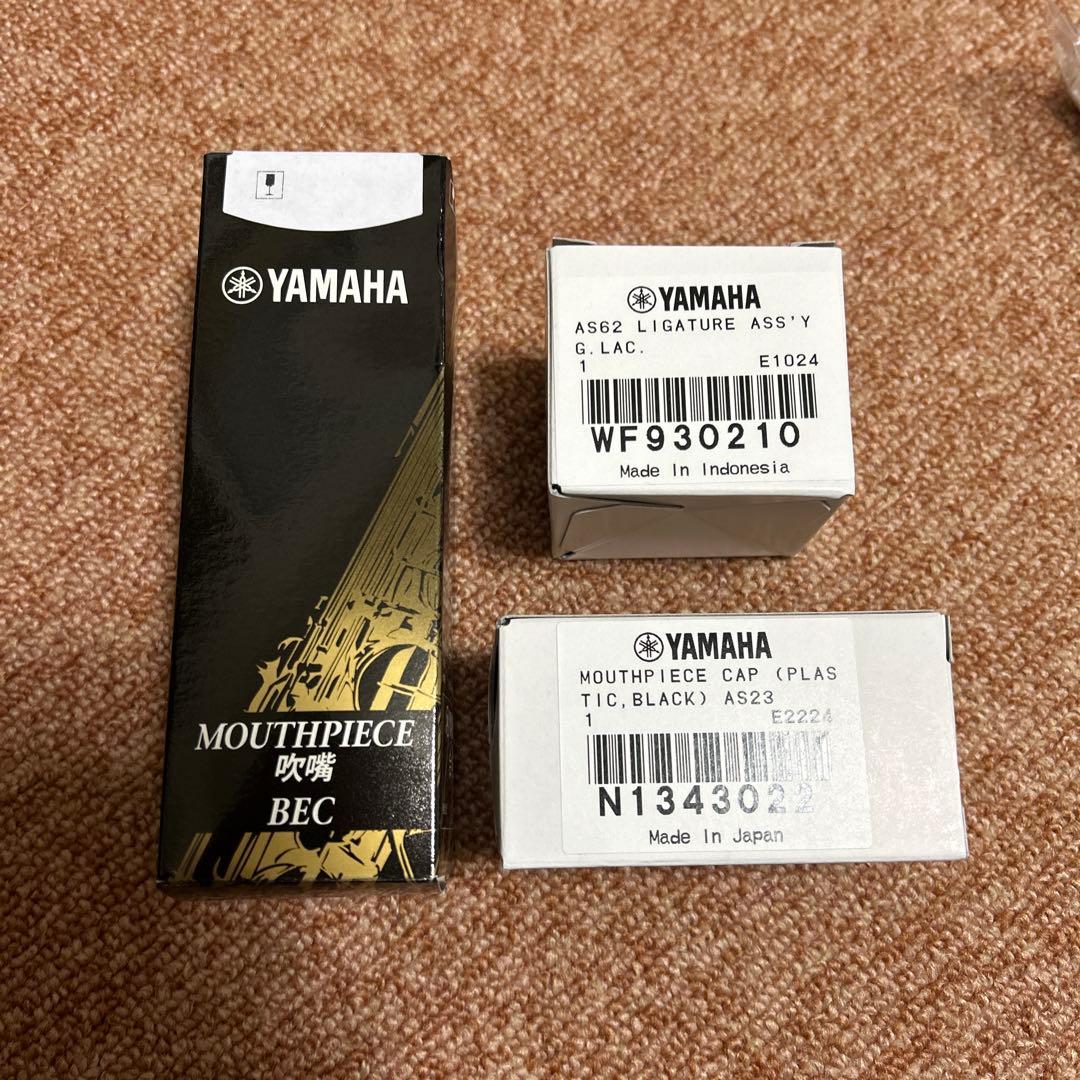 YAMAHA
MOUTHPIECE
吹嘴
BEC
YAMAHA
AS62 LIGATURE ASS'Y
G.LAC.
1 E1024
WF930210
Made In Indonesia
YAMAHA
MOUTHPIECE CAP (PLAS
TIC,BLACK) AS23
1 E2224
N1343022
Made In Japan